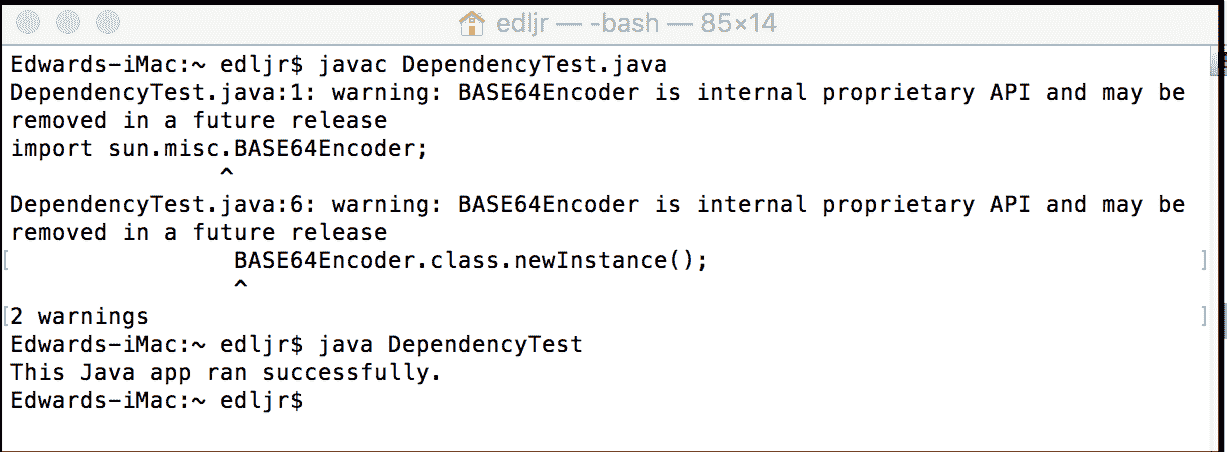 edljr — -bash — 85×14
Edwards-iMac:~ edljr$ javac DependencyTest.java
DependencyTest.java:1: warning: BASE64Encoder is internal proprietary API and may be
removed in a future release
import sun.misc.BASE64Encoder;
^
DependencyTest.java:6: warning: BASE64Encoder is internal proprietary API and may be
removed in a future release
[ BASE64Encoder.class.newInstance(); ]
^
[2 warnings ]
Edwards-iMac:~ edljr$ java DependencyTest
This Java app ran successfully.
Edwards-iMac:~ edljr$